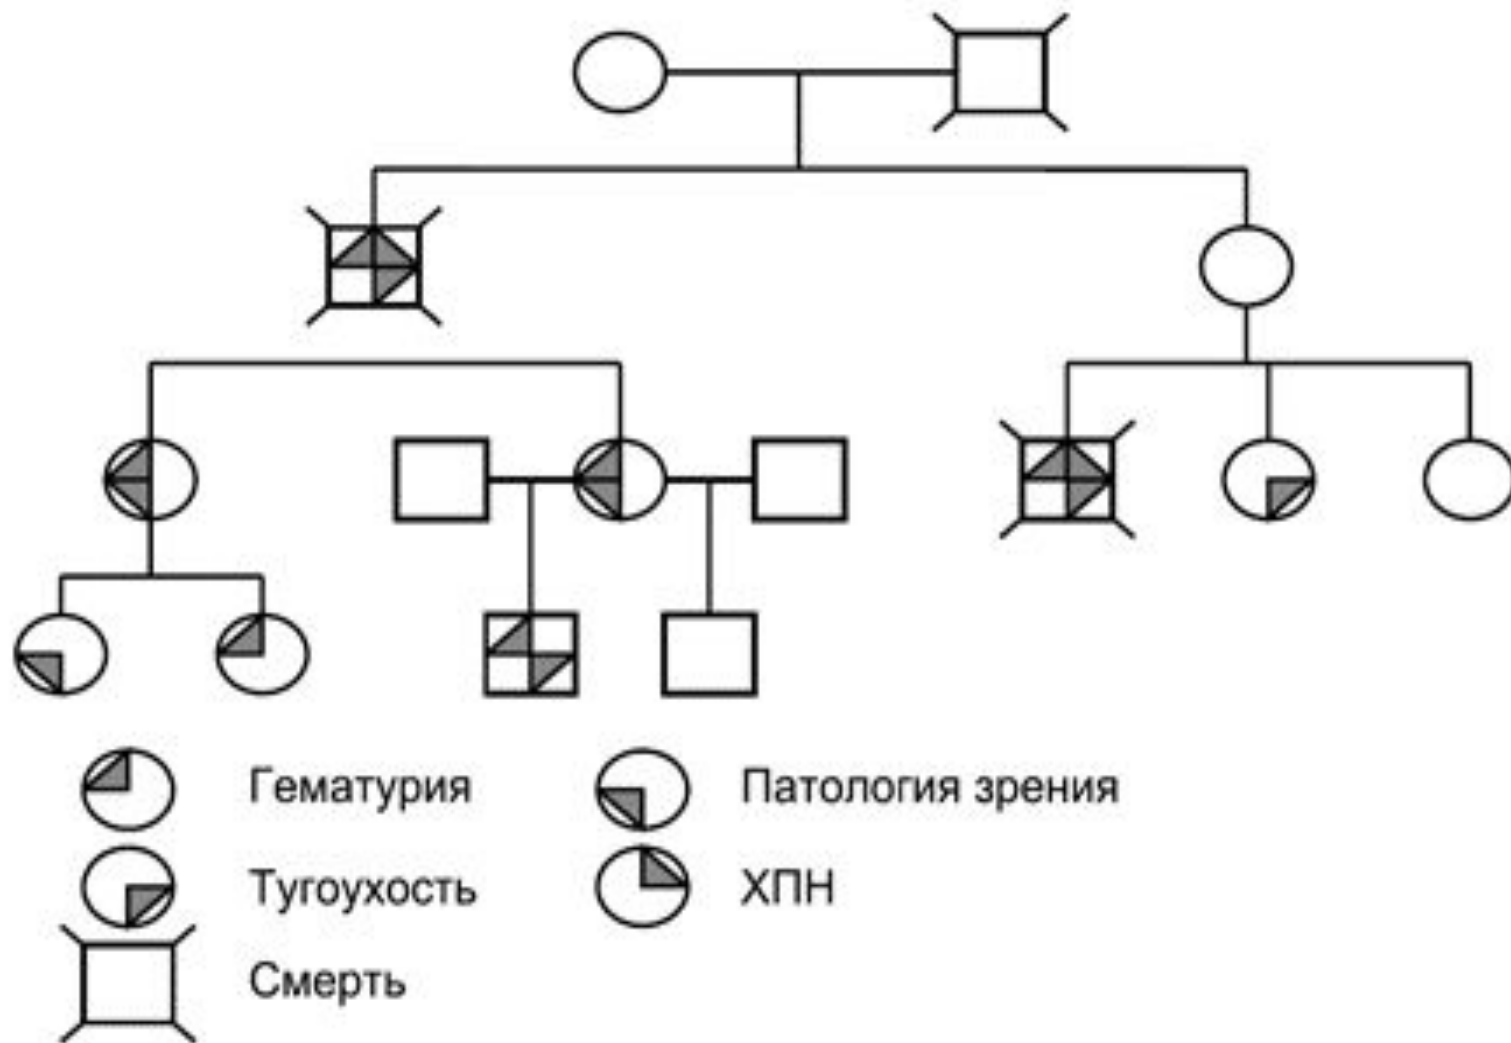 Гематурия
Патология зрения
Тугоухость
ХПН
Смерть